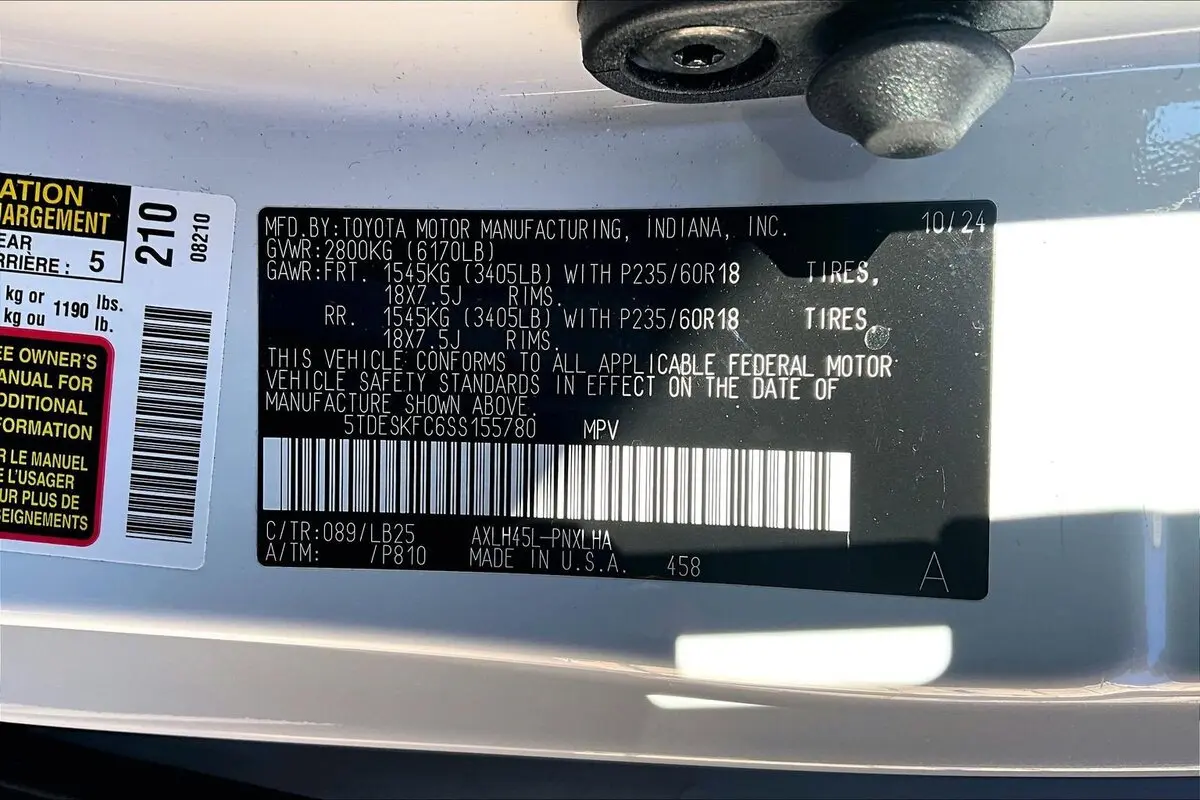 ATION
ARGEMENT
EAR
RRIÈRE : 5
kg or 1190 lbs.
kg ou lb.
EE OWNER'S
ANUAL FOR
DDITIONAL
FORMATION
R LE MANUEL
E L'USAGER
UR PLUS DE
SEIGNEMENTS
210
08210
MFD.BY:TOYOTA MOTOR MANUFACTURING, INDIANA, INC. 10/24
GVWR:2800KG (6170LB)
GAWR:FRT. 1545KG (3405LB) WITH P235/60R18 TIRES,
18X7.5J RIMS.
RR. 1545KG (3405LB) WITH P235/60R18 TIRES
18X7.5J RIMS.
THIS VEHICLE CONFORMS TO ALL APPLICABLE FEDERAL MOTOR
VEHICLE SAFETY STANDARDS IN EFFECT ON THE DATE OF
MANUFACTURE SHOWN ABOVE.
5TDESKFC6SS155780 MPV
C/TR:089/LB25 AXLH45L-PNXLHA
A/TM: /P810 MADE IN U.S.A. 458
A